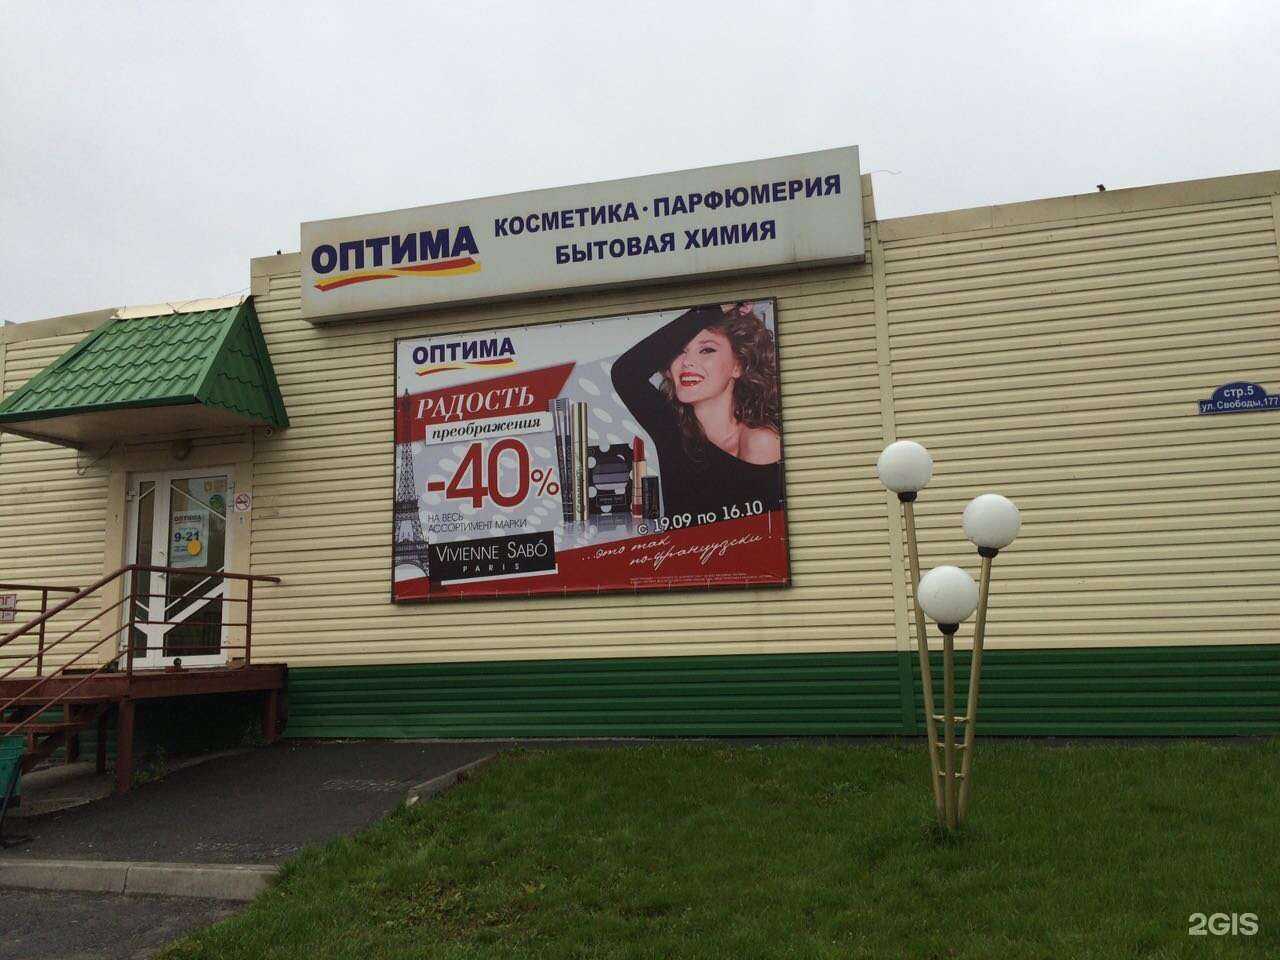 ОПТИМА
КОСМЕТИКА · ПАРФЮМЕРИЯ
БЫТОВАЯ ХИМИЯ
ОПТИМА
РАДОСТЬ
преображения
-40%
НА ВЕСЬ
АССОРТИМЕНТ МАРКИ
VIVIENNE SABÓ
PARIS
с 19.09 по 16.10
...это так
по-французски!
стр.5
ул.Свободы,177
ОПТИМА
9-21
2GIS